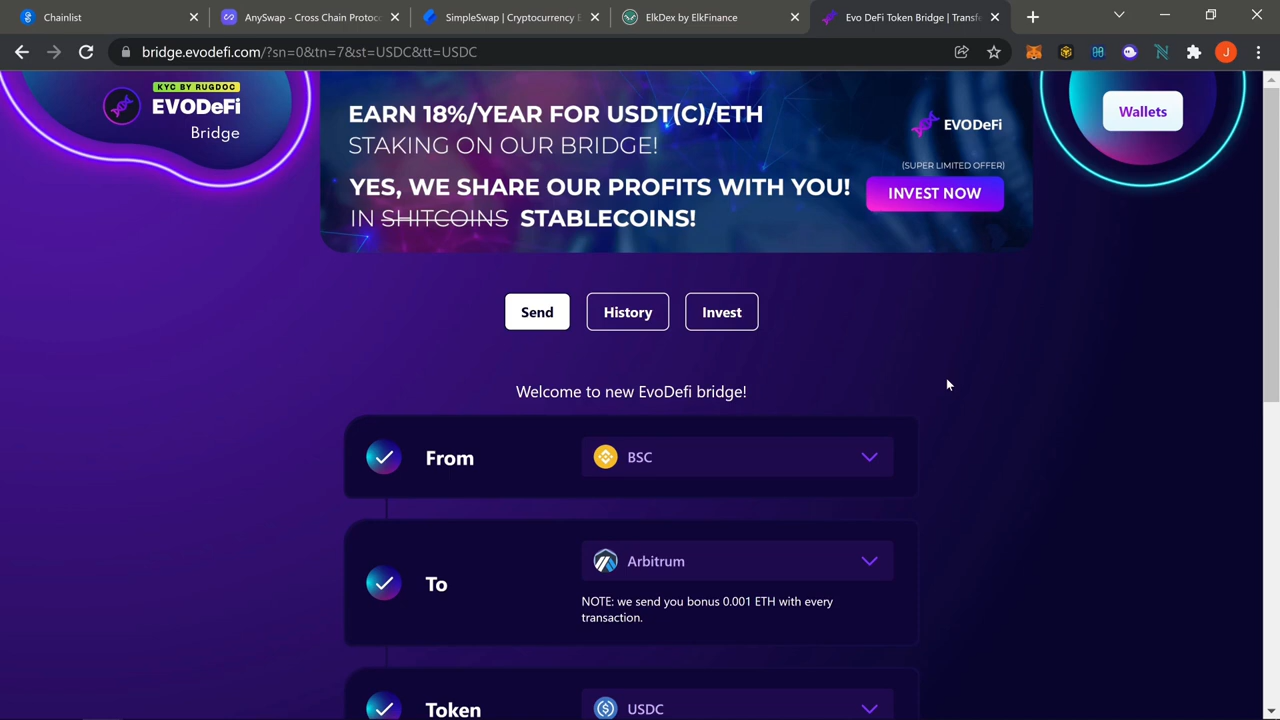 Chainlist
AnySwap - Cross Chain Protoco
SimpleSwap | Cryptocurrency E
ElkDex by ElkFinance
Evo DeFi Token Bridge | Transf
bridge.evodefi.com/?sn=0&tn=7&st=USDC&tt=USDC
J
KYC BY RUGDOC
EVODeFi
Bridge
EARN 18%/YEAR FOR USDT(C)/ETH
STAKING ON OUR BRIDGE!
YES, WE SHARE OUR PROFITS WITH YOU!
IN SHITCOINS STABLECOINS!
EVODeFi
(SUPER LIMITED OFFER)
INVEST NOW
Wallets
Send
History
Invest
Welcome to new EvoDefi bridge!
From
BSC
To
Arbitrum
NOTE: we send you bonus 0.001 ETH with every
transaction.
Token
USDC